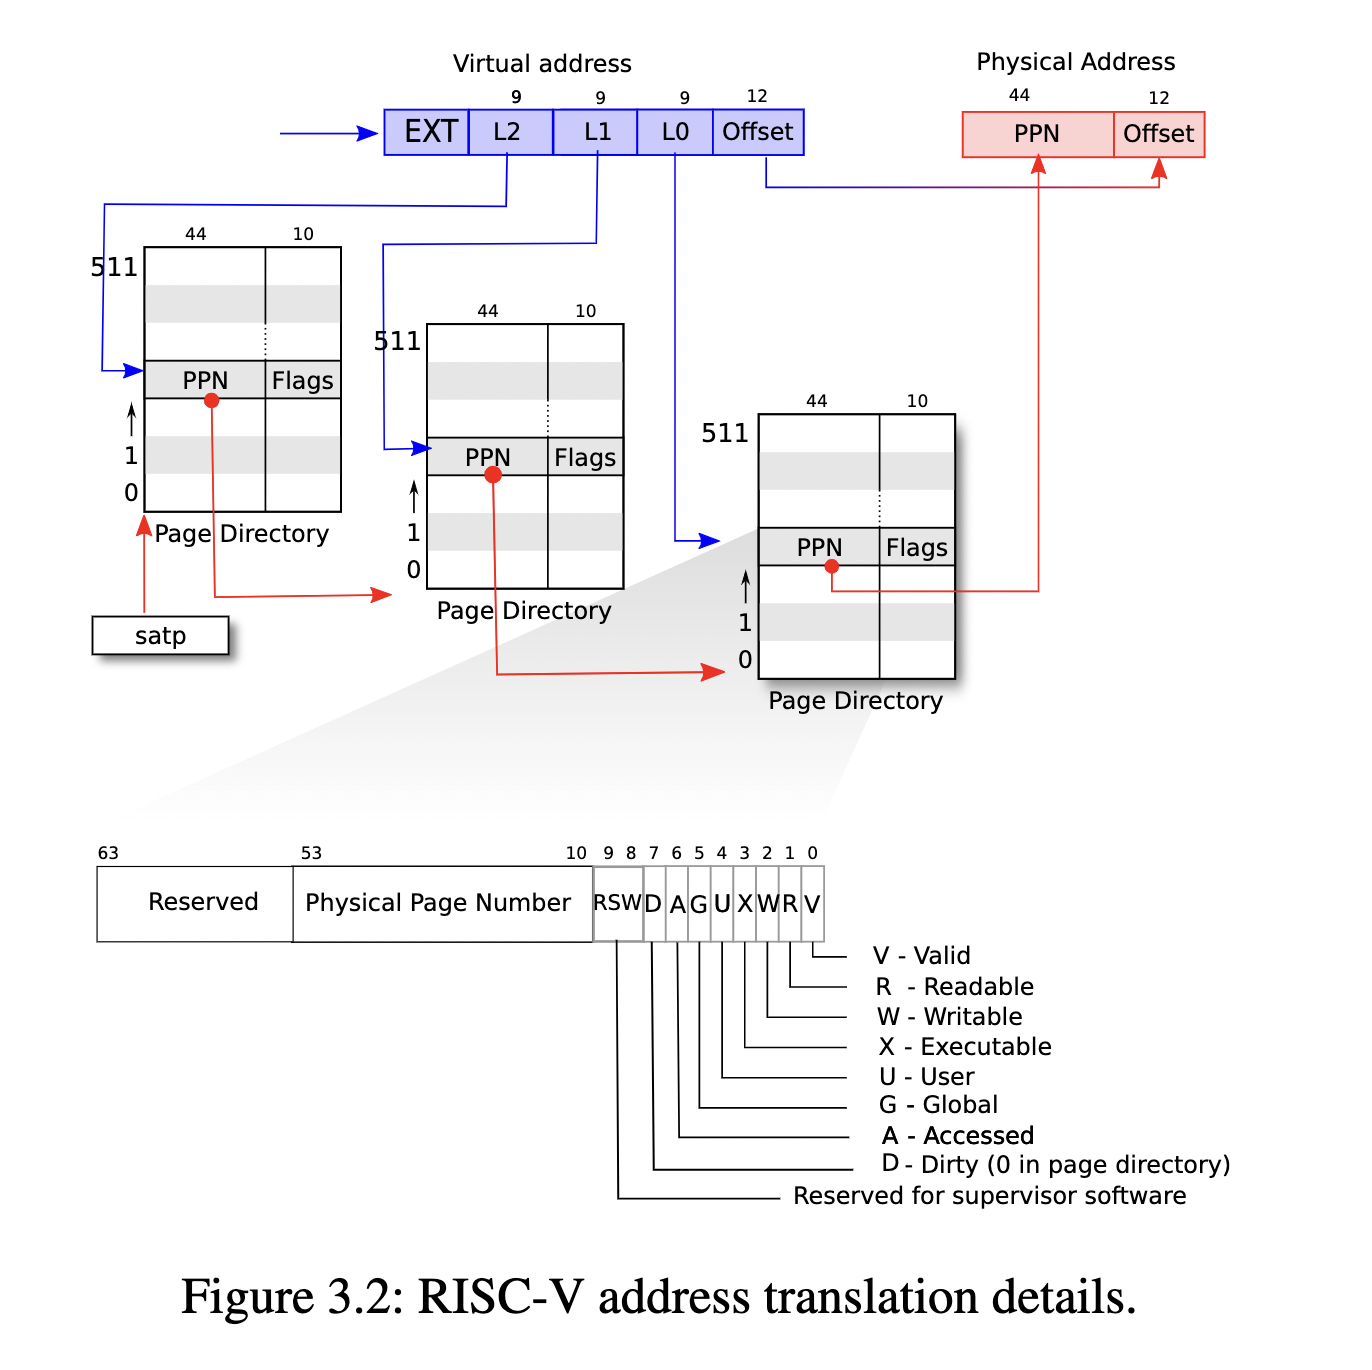 Virtual address
Physical Address
9 9 9 12
44 12
EXT L2 L1 L0 Offset
PPN Offset
44 10
511
PPN Flags
1
0
Page Directory
satp
44 10
511
PPN Flags
1
0
Page Directory
44 10
511
PPN Flags
1
0
Page Directory
63 53 10 9 8 7 6 5 4 3 2 1 0
Reserved Physical Page Number RSW D A G U X W R V
V - Valid
R - Readable
W - Writable
X - Executable
U - User
G - Global
A - Accessed
D - Dirty (0 in page directory)
Reserved for supervisor software
Figure 3.2: RISC-V address translation details.